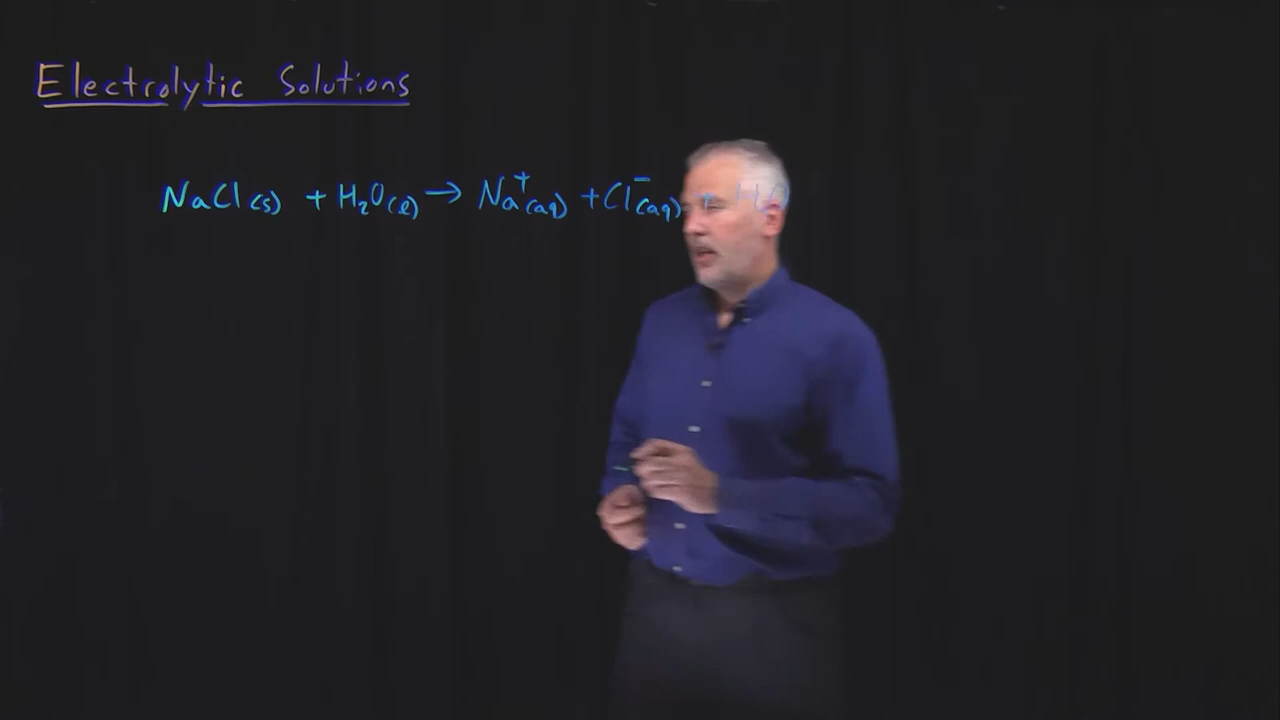 Electrolytic Solutions
NaCl(s) + H₂O(l) → Na⁺(aq) + Cl⁻(aq) +